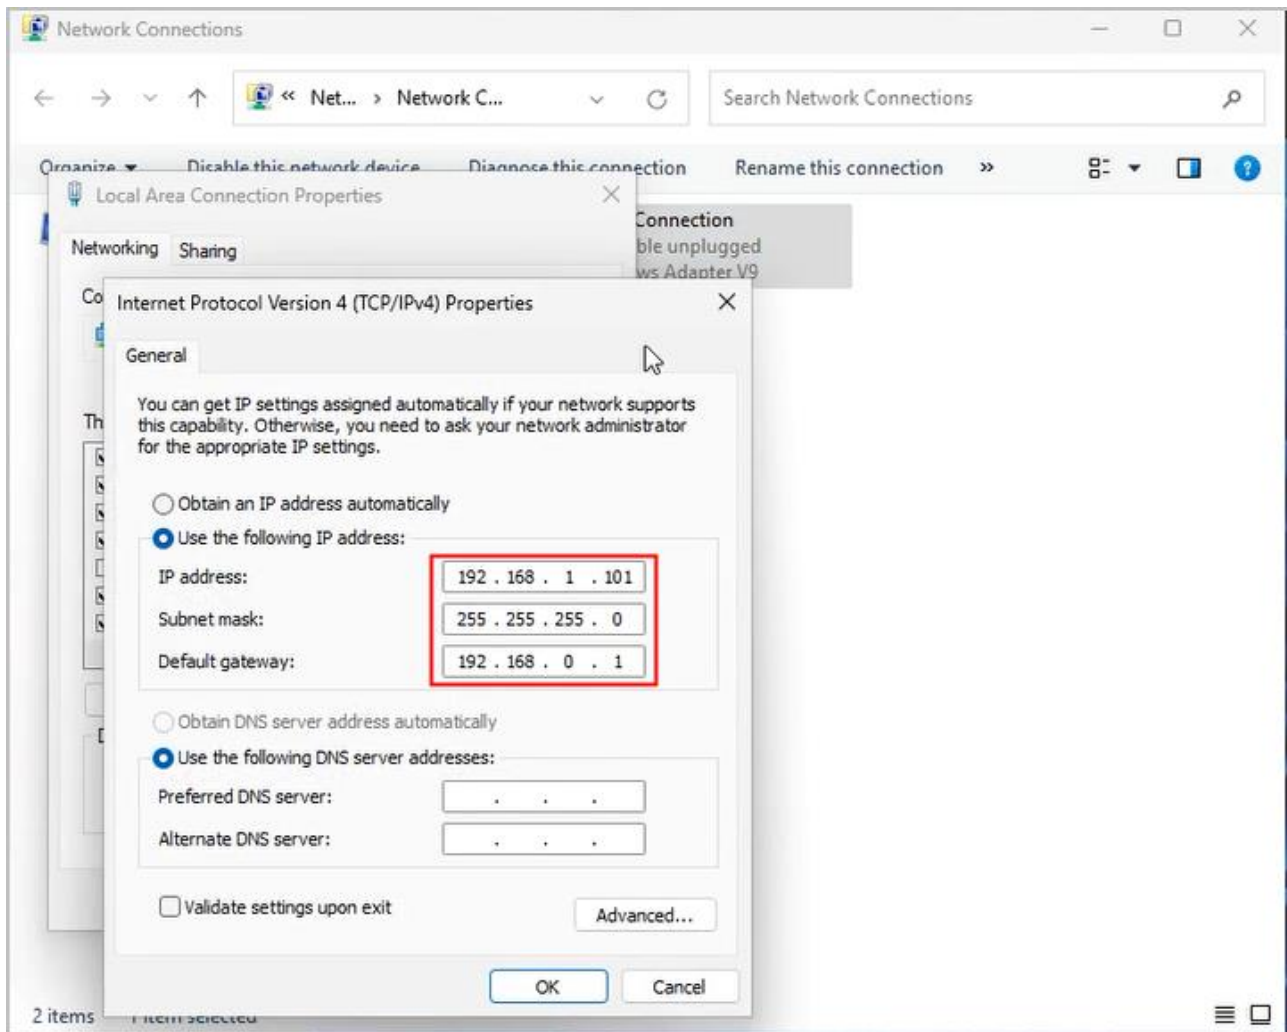 Network Connections
« Net... > Network C...
Search Network Connections
Organize Disable this network device Diagnose this connection Rename this connection »
Local Area Connection Properties
Connection
ble unplugged
ws Adapter V9
Networking Sharing
Co
Internet Protocol Version 4 (TCP/IPv4) Properties
General
You can get IP settings assigned automatically if your network supports
this capability. Otherwise, you need to ask your network administrator
for the appropriate IP settings.
Th
Obtain an IP address automatically
Use the following IP address:
IP address: 192 . 168 . 1 . 101
Subnet mask: 255 . 255 . 255 . 0
Default gateway: 192 . 168 . 0 . 1
Obtain DNS server address automatically
Use the following DNS server addresses:
Preferred DNS server: . . .
Alternate DNS server: . . .
Validate settings upon exit
Advanced...
OK Cancel
2 items 1 item selected